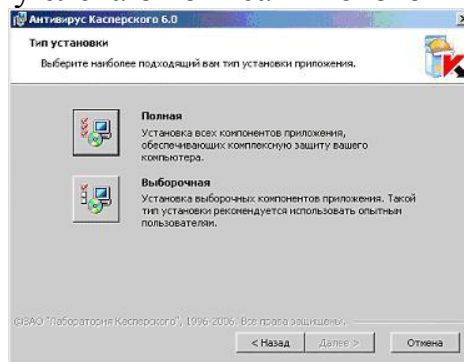 Антивирус Касперского 6.0
Тип установки
Выберите наиболее подходящий вам тип установки приложения.
Полная
Установка всех компонентов приложения,
обеспечивающих комплексную защиту вашего
компьютера.
Выборочная
Установка выборочных компонентов приложения. Такой
тип установки рекомендуется использовать опытным
пользователям.
©ЗАО "Лаборатория Касперского", 1996-2006. Все права защищены.
< Назад
Далее >
Отмена